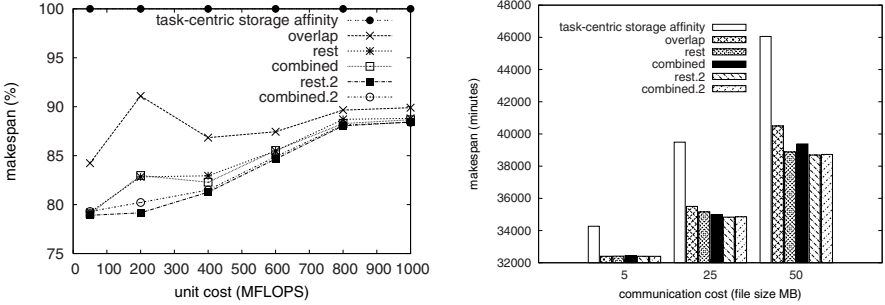 100
95
90
85
80
75
makespan (%)
task-centric storage affinity
overlap
rest
combined
rest.2
combined.2
0 100 200 300 400 500 600 700 800 900 1000
unit cost (MFLOPS)
48000
46000
44000
42000
40000
38000
36000
34000
32000
makespan (minutes)
task-centric storage affinity
overlap
rest
combined
rest.2
combined.2
5 25 50
communication cost (file size MB)